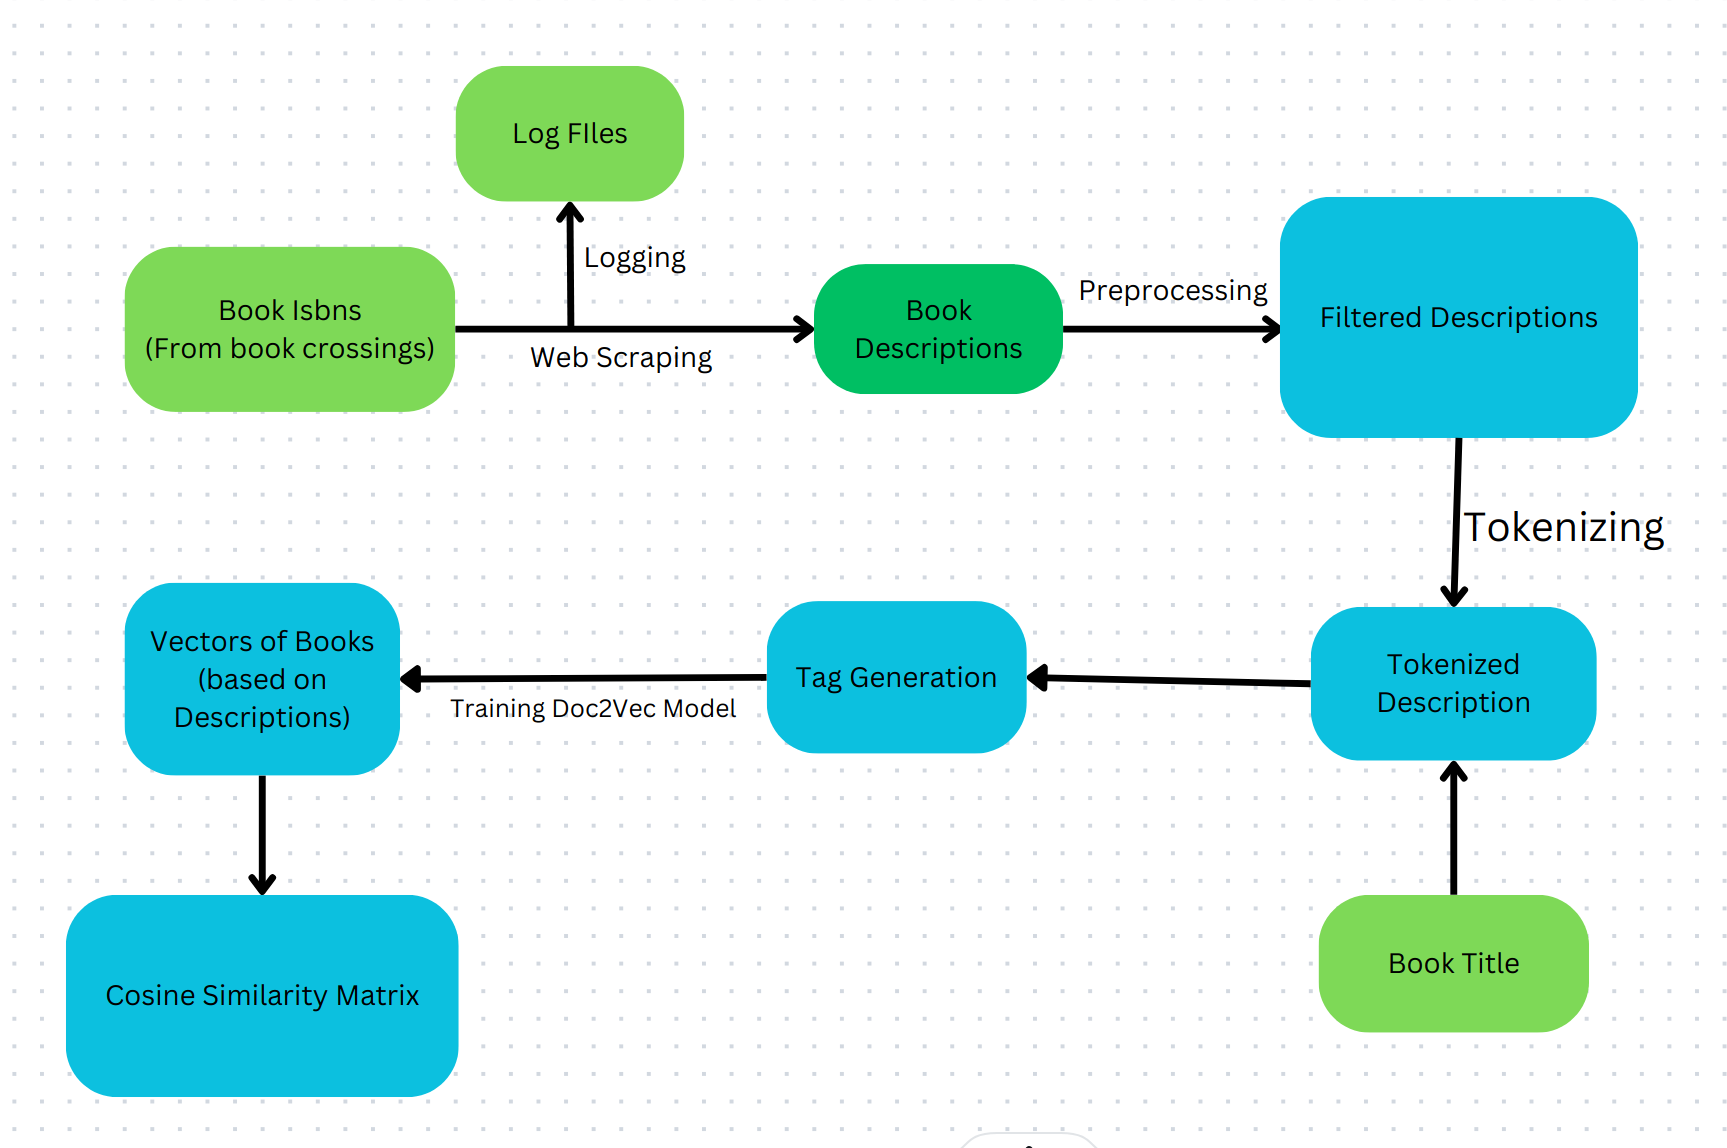 Log FIles
Logging
Book Isbns
(From book crossings)
Web Scraping
Book
Descriptions
Preprocessing
Filtered Descriptions
Tokenizing
Vectors of Books
(based on
Descriptions)
Training Doc2Vec Model
Tag Generation
Tokenized
Description
Cosine Similarity Matrix
Book Title